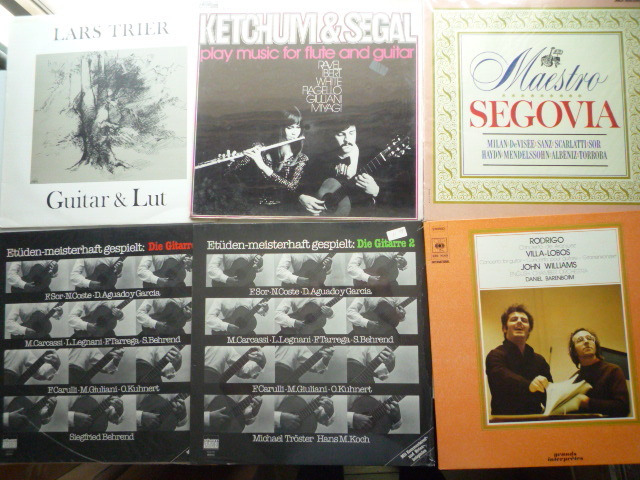 LARS TRIER
Guitar & Lut
KETCHUM & SEGAL
play music for flute and guitar
RAVEL
IBERT
WHITE
FIAGELLO
GIULIANI
MIYAGI
Maestro
SEGOVIA
MILAN·De VISÉE·SANZ·SCARLATTI·SOR
HAYDN·MENDELSSOHN·ALBENIZ·TORROBA
Etüden-meisterhaft gespielt: Die Gitarre
F.Sor·N.Coste·D.Aguado y Garcia
M.Carcassi·L.Legnani·F.Tarrega·S.Behrend
F.Carulli·M.Giuliani·O.Kuhnert
Siegfried Behrend
Etüden-meisterhaft gespielt: Die Gitarre 2
F.Sor·N.Coste·D.Aguado y Garcia
M.Carcassi·L.Legnani·F.Tarrega·S.Behrend
F.Carulli·M.Giuliani·O.Kuhnert
Michael Tröster Hans M.Koch
RODRIGO
VILLA-LOBOS
JOHN WILLIAMS
DANIEL BARENBOIM
grands
interprètes